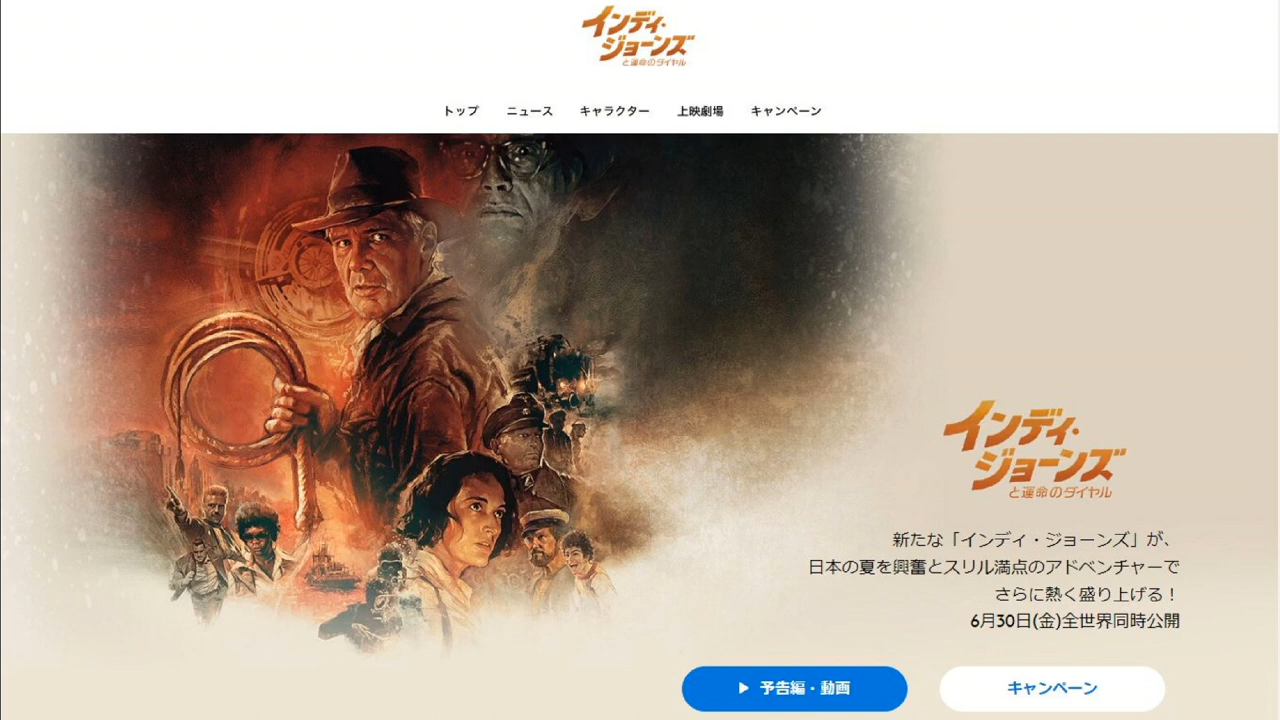 インディ・
ジョーンズ
と運命のダイヤル
トップ ニュース キャラクター 上映劇場 キャンペーン
インディ・
ジョーンズ
と運命のダイヤル
新たな「インディ・ジョーンズ」が、
日本の夏を興奮とスリル満点のアドベンチャーで
さらに熱く盛り上げる！
6月30日(金)全世界同時公開
予告編・動画 キャンペーン